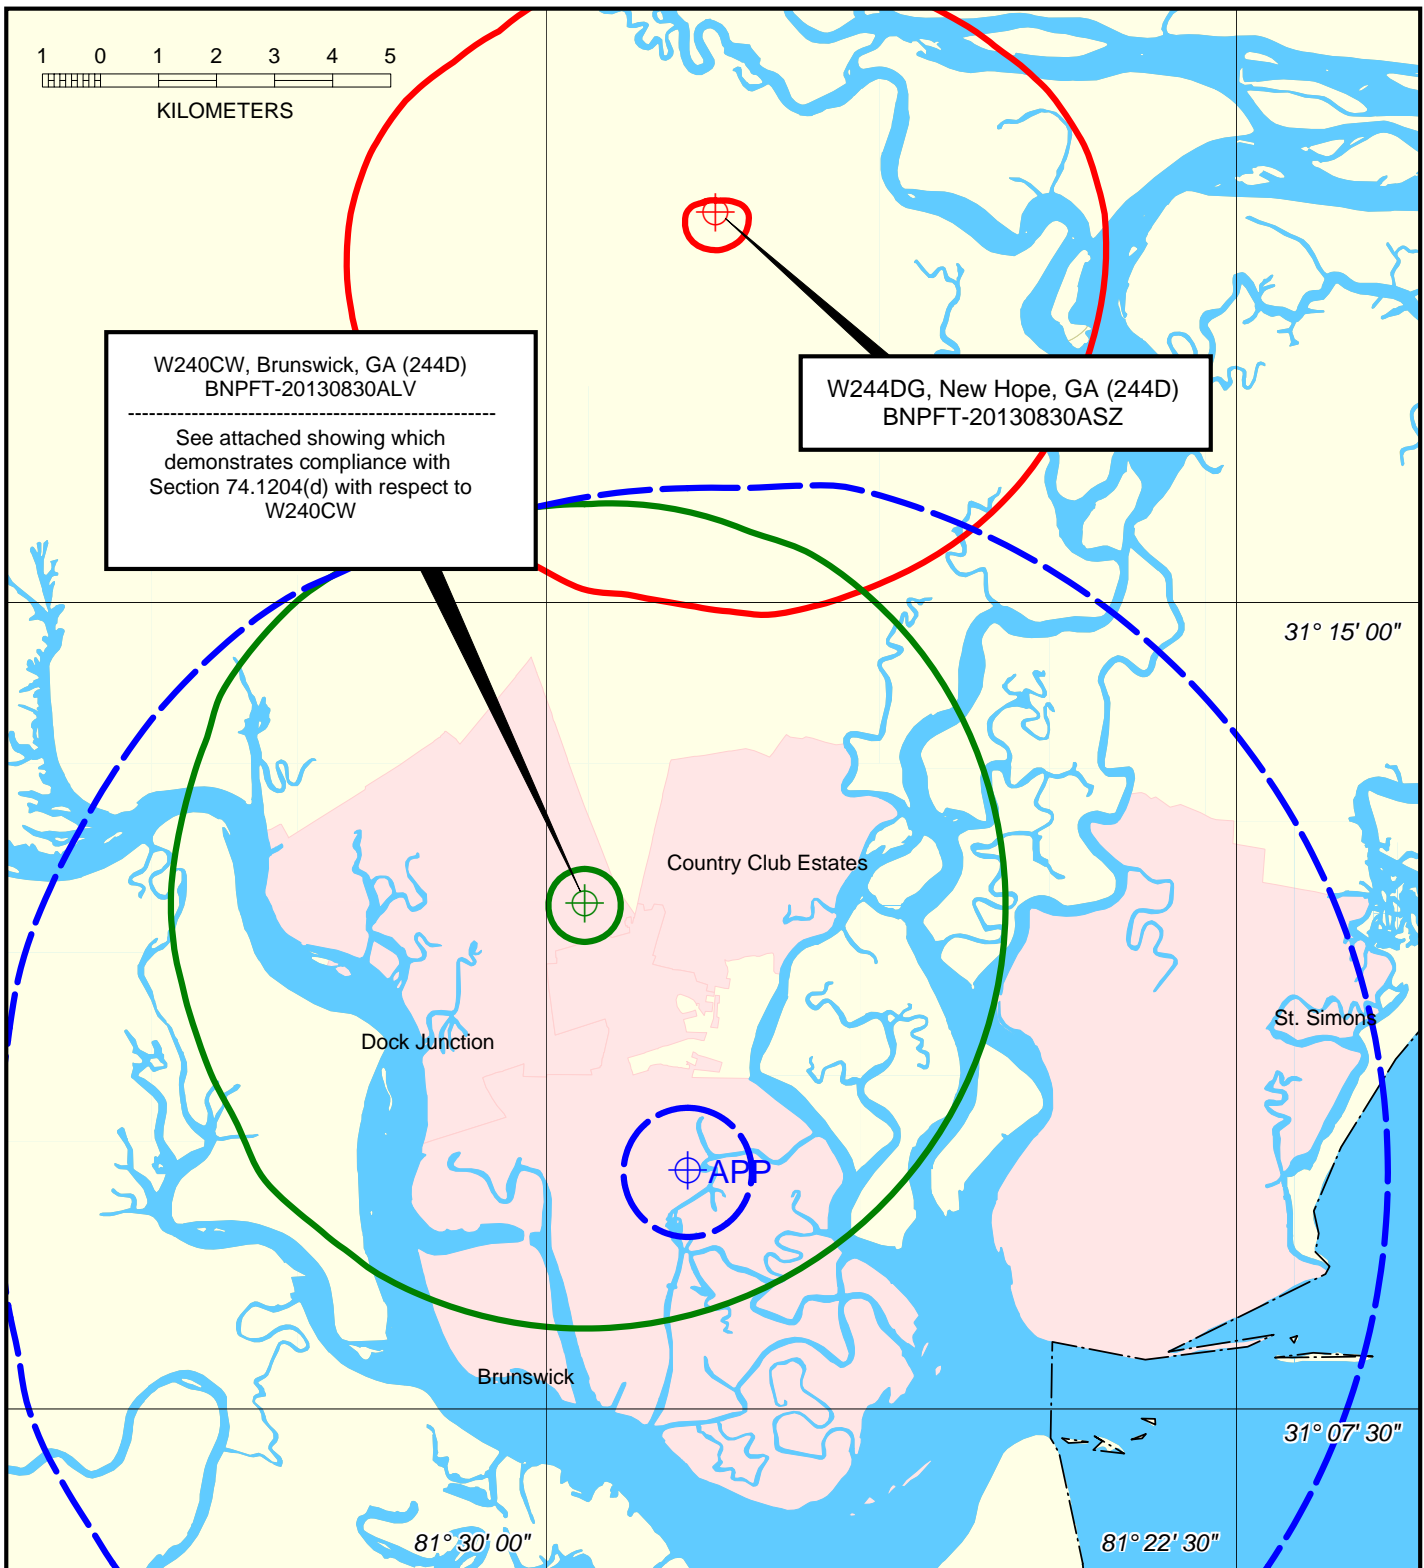 1 0 1 2 3 4 5
KILOMETERS
W240CW, Brunswick, GA (244D)
BNPFT-20130830ALV
----------------------------------------------------
See attached showing which
demonstrates compliance with
Section 74.1204(d) with respect to
W240CW
W244DG, New Hope, GA (244D)
BNPFT-20130830ASZ
31° 15' 00"
Country Club Estates
St. Simons
Dock Junction
APP
Brunswick
31° 07' 30"
81° 30' 00"
81° 22' 30"